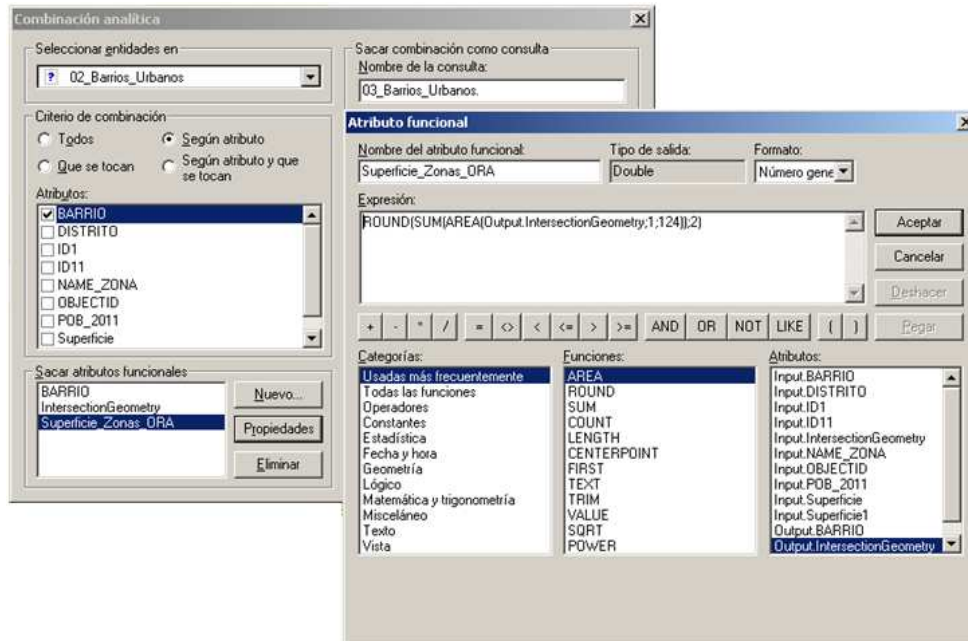 Combinación analítica
Seleccionar entidades en
02_Barrios_Urbanos
Sacar combinación como consulta
Nombre de la consulta:
03_Barrios_Urbanos.
Criterio de combinación
Todos
Según atributo
Que se tocan
Según atributo y que
se tocan
Atributos:
BARRIO
DISTRITO
ID1
ID11
NAME_ZONA
OBJECTID
POB_2011
Superficie
Sacar atributos funcionales
BARRIO
IntersectionGeometry
Superficie_Zonas_ORA
Nuevo...
Propiedades
Eliminar
Atributo funcional
Nombre del atributo funcional:
Tipo de salida:
Formato:
Superficie_Zonas_ORA
Double
Número gene
Expresión:
ROUND(SUM(AREA(Output.IntersectionGeometry;1;124));2)
Aceptar
Cancelar
Deshacer
+ - * / = <> < <= > >= AND OR NOT LIKE ( )
Pegar
Categorías:
Usadas más frecuentemente
Todas las funciones
Operadores
Constantes
Estadística
Fecha y hora
Geometría
Lógico
Matemática y trigonometría
Misceláneo
Texto
Vista
Funciones:
AREA
ROUND
SUM
COUNT
LENGTH
CENTERPOINT
FIRST
TEXT
TRIM
VALUE
SQRT
POWER
Atributos:
Input.BARRIO
Input.DISTRITO
Input.ID1
Input.ID11
Input.IntersectionGeometry
Input.NAME_ZONA
Input.OBJECTID
Input.POB_2011
Input.Superficie
Input.Superficie1
Output.BARRIO
Output.IntersectionGeometry